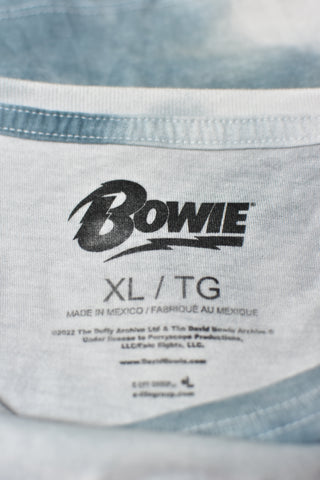 BOWIE
XL / TG
MADE IN MEXICO / FABRIQUÉ AU MEXIQUE
©2022 The Duffy Archive Ltd & The David Bowie Archive ®
Under license to Perryscope Productions,
LLC/Epic Rights, LLC.
www.DavidBowie.com